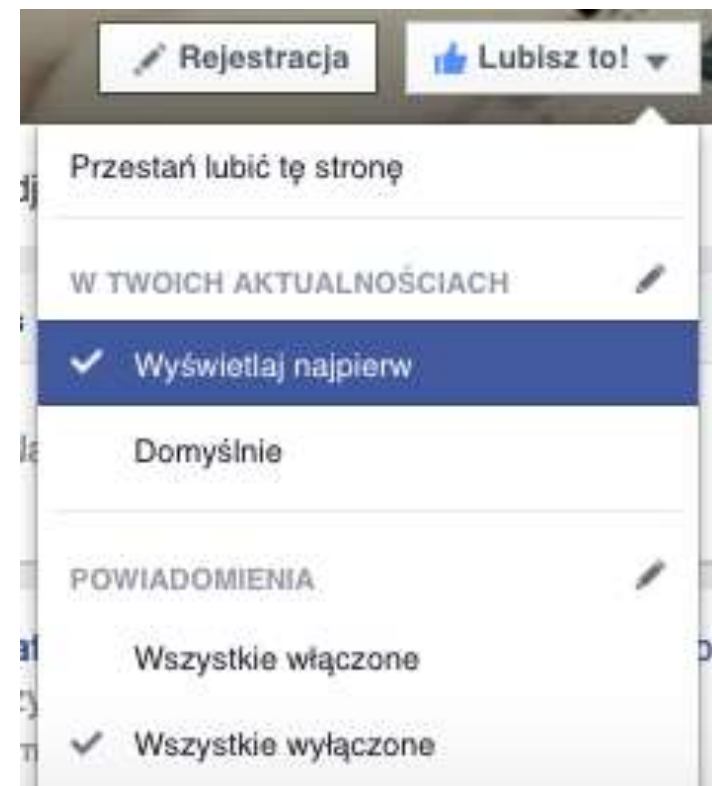 Rejestracja
Lubisz to!
Przestań lubić tę stronę
W TWOICH AKTUALNOŚCIACH
Wyświetlaj najpierw
Domyślnie
POWIADOMIENIA
Wszystkie włączone
Wszystkie wyłączone